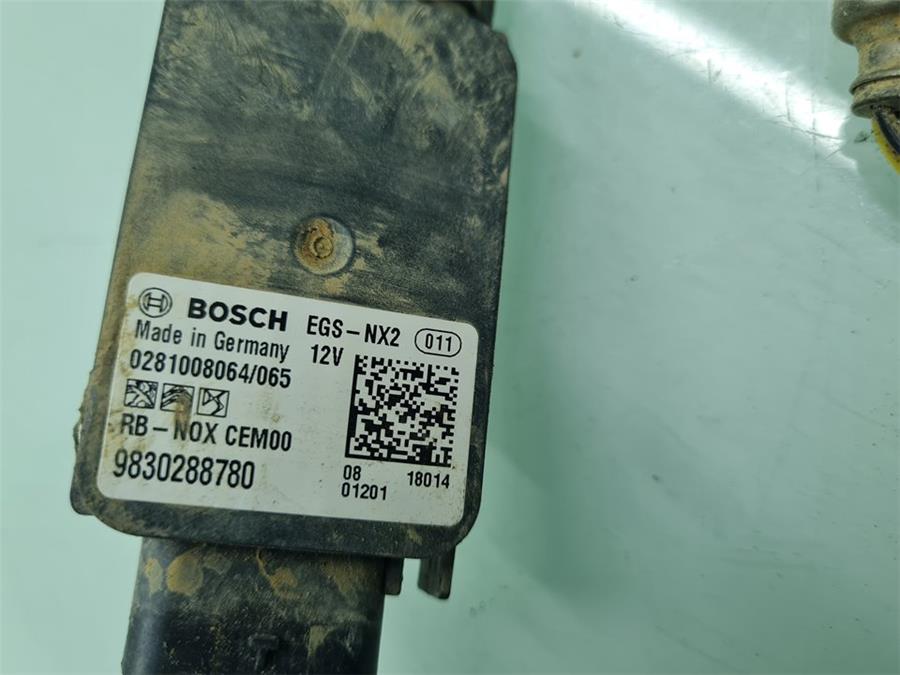 BOSCH EGS-NX2 011
Made in Germany 12V
0281008064/065
RB-NOX CEM00
9830288780
08 18014
01201